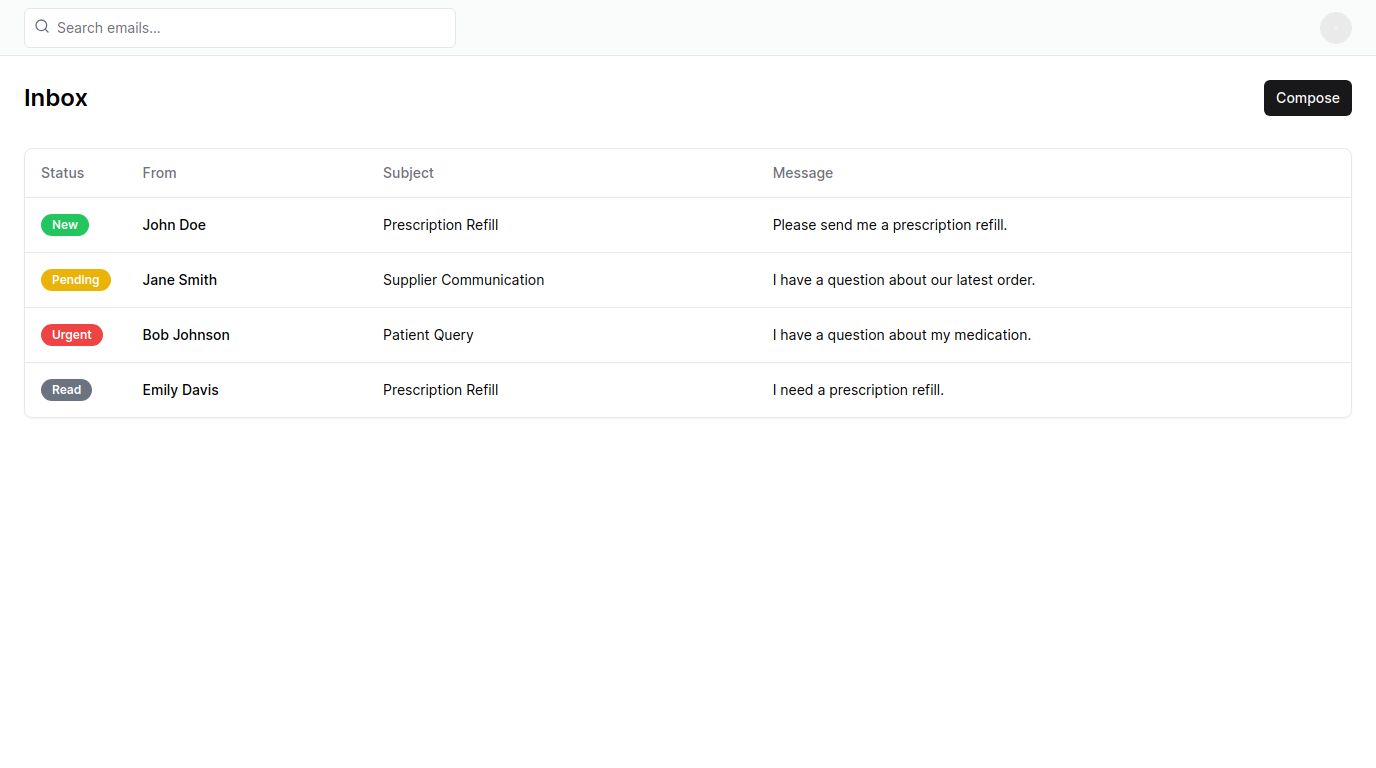 Search emails...
Inbox
Compose
Status From Subject Message
New John Doe Prescription Refill Please send me a prescription refill.
Pending Jane Smith Supplier Communication I have a question about our latest order.
Urgent Bob Johnson Patient Query I have a question about my medication.
Read Emily Davis Prescription Refill I need a prescription refill.